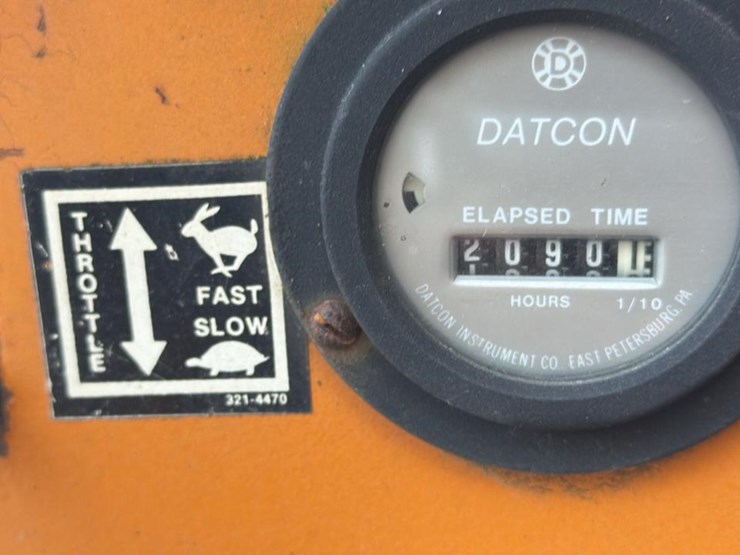 THROTTLE
FAST
SLOW
321-4470
D
DATCON
ELAPSED TIME
2090
HOURS 1/10
DATCON INSTRUMENT CO. EAST PETERSBURG, PA